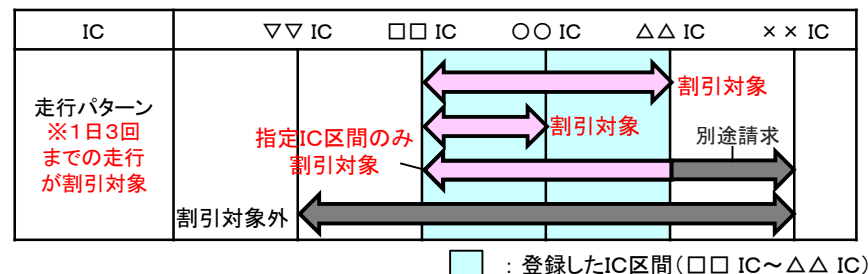 IC
▽▽ IC
□□ IC
○○ IC
△△ IC
×× IC
走行パターン
※1日3回
までの走行
が割引対象
割引対象
割引対象
指定IC区間のみ
割引対象
別途請求
割引対象外
：登録したIC区間（□□ IC～△△ IC）